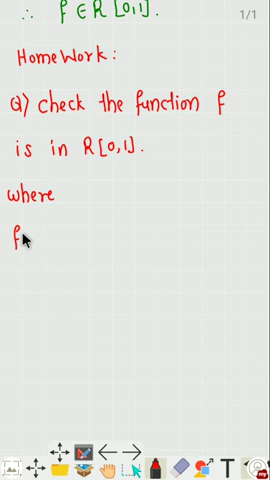 ∴ f ∈ R [0,1].
1/1
HomeWork :
Q) check the function f
is in R[0,1].
where
f
T